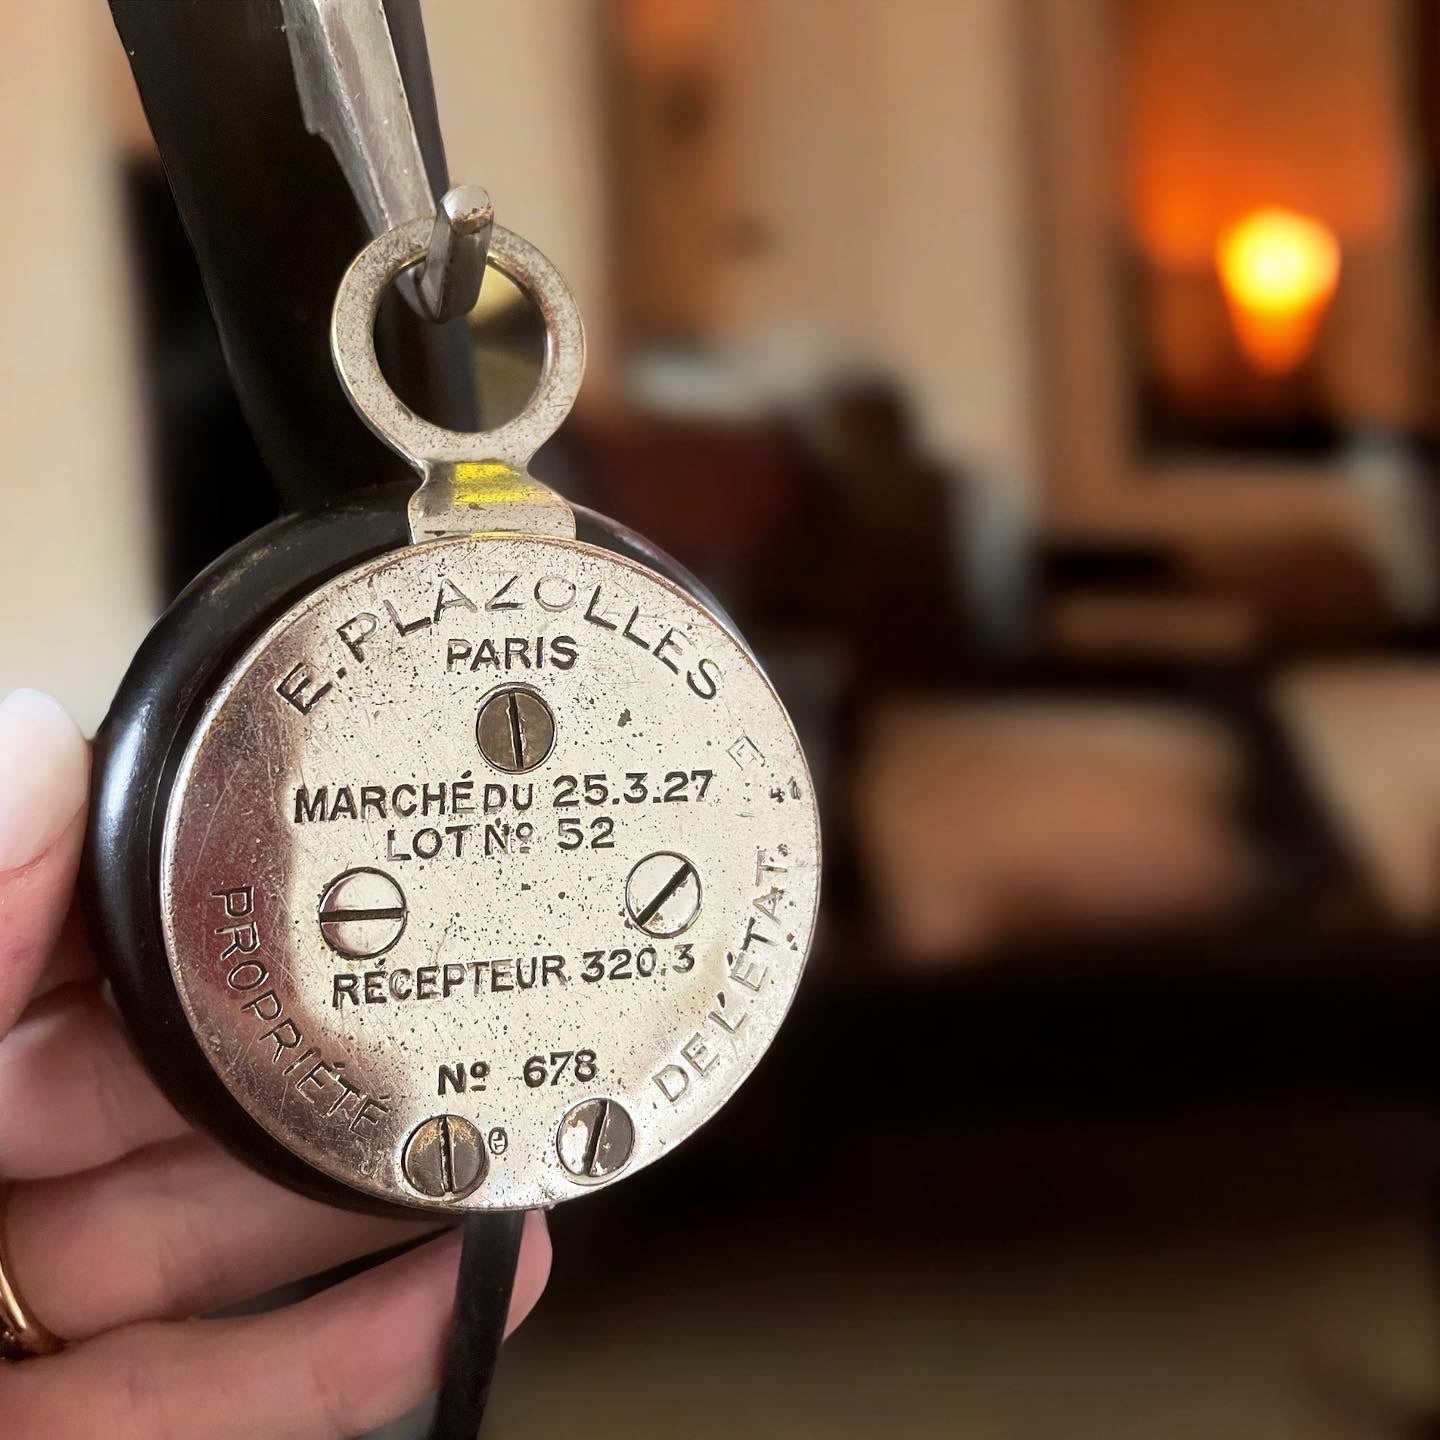 E. PLAZOLLES
PARIS
MARCHÉ DU 25.3.27
LOT Nº 52
RÉCEPTEUR 320.3
Nº 678
PROPRIÉTÉ DE L'ÉTAT.